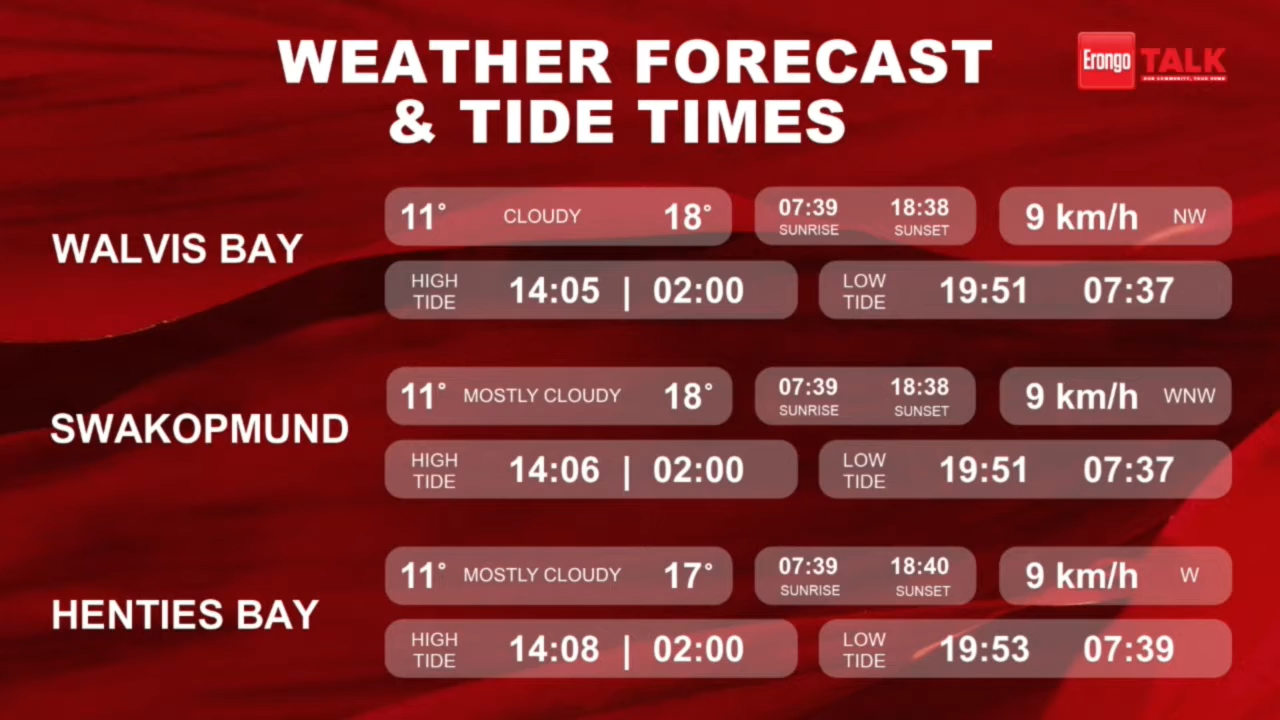 WEATHER FORECAST
& TIDE TIMES
Erongo TALK
OUR COMMUNITY, YOUR NEWS
WALVIS BAY
11° CLOUDY 18°
07:39 18:38
SUNRISE SUNSET
9 km/h NW
HIGH TIDE 14:05 | 02:00
LOW TIDE 19:51 07:37
SWAKOPMUND
11° MOSTLY CLOUDY 18°
07:39 18:38
SUNRISE SUNSET
9 km/h WNW
HIGH TIDE 14:06 | 02:00
LOW TIDE 19:51 07:37
HENTIES BAY
11° MOSTLY CLOUDY 17°
07:39 18:40
SUNRISE SUNSET
9 km/h W
HIGH TIDE 14:08 | 02:00
LOW TIDE 19:53 07:39